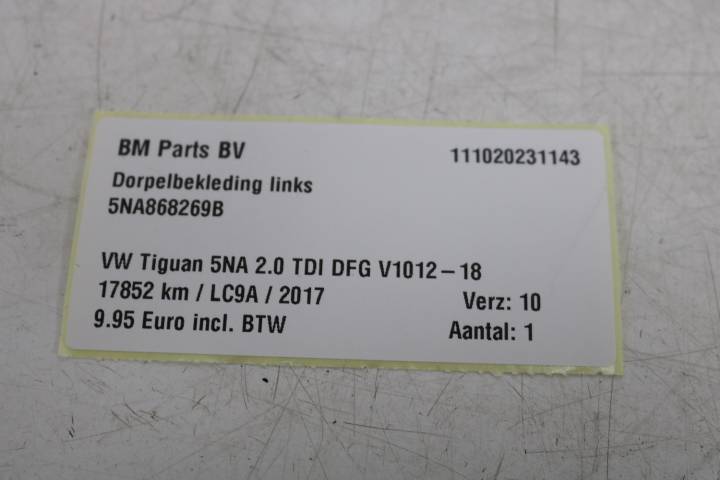 BM Parts BV 111020231143
Dorpelbekleding links
5NA868269B
VW Tiguan 5NA 2.0 TDI DFG V1012-18
17852 km / LC9A / 2017 Verz: 10
9.95 Euro incl. BTW Aantal: 1